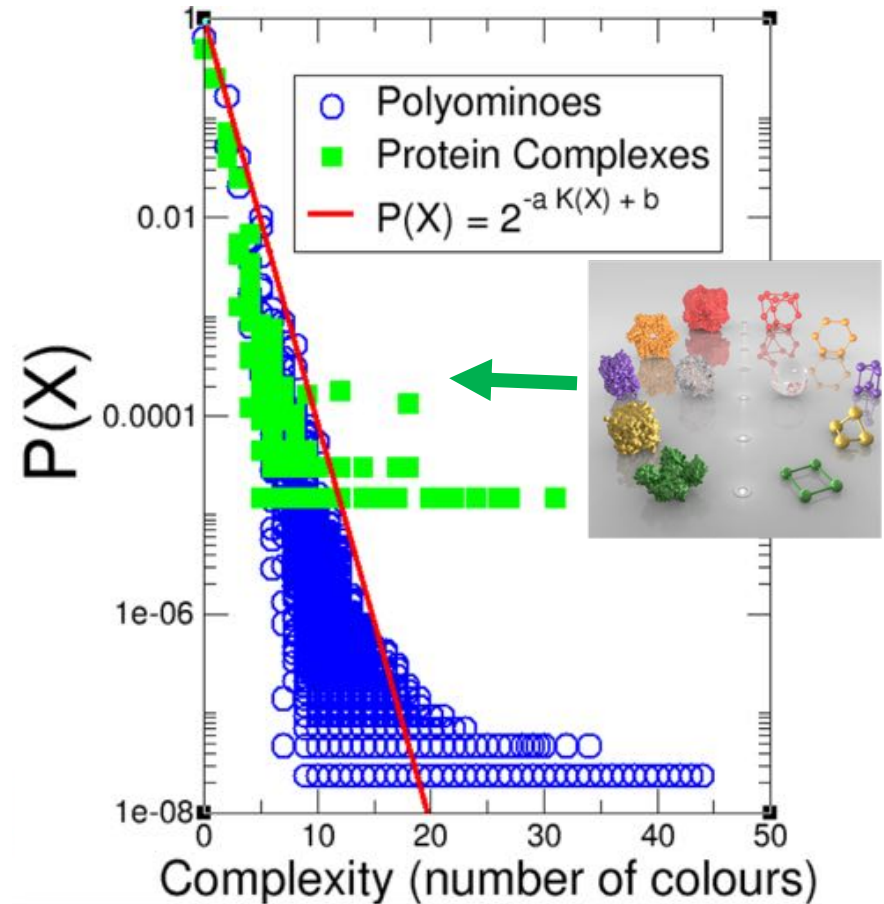 1
0.01
0.0001
1e-06
1e-08
P(X)
Polyominoes
Protein Complexes
P(X) = 2^{-a K(X) + b}
0 10 20 30 40 50
Complexity (number of colours)